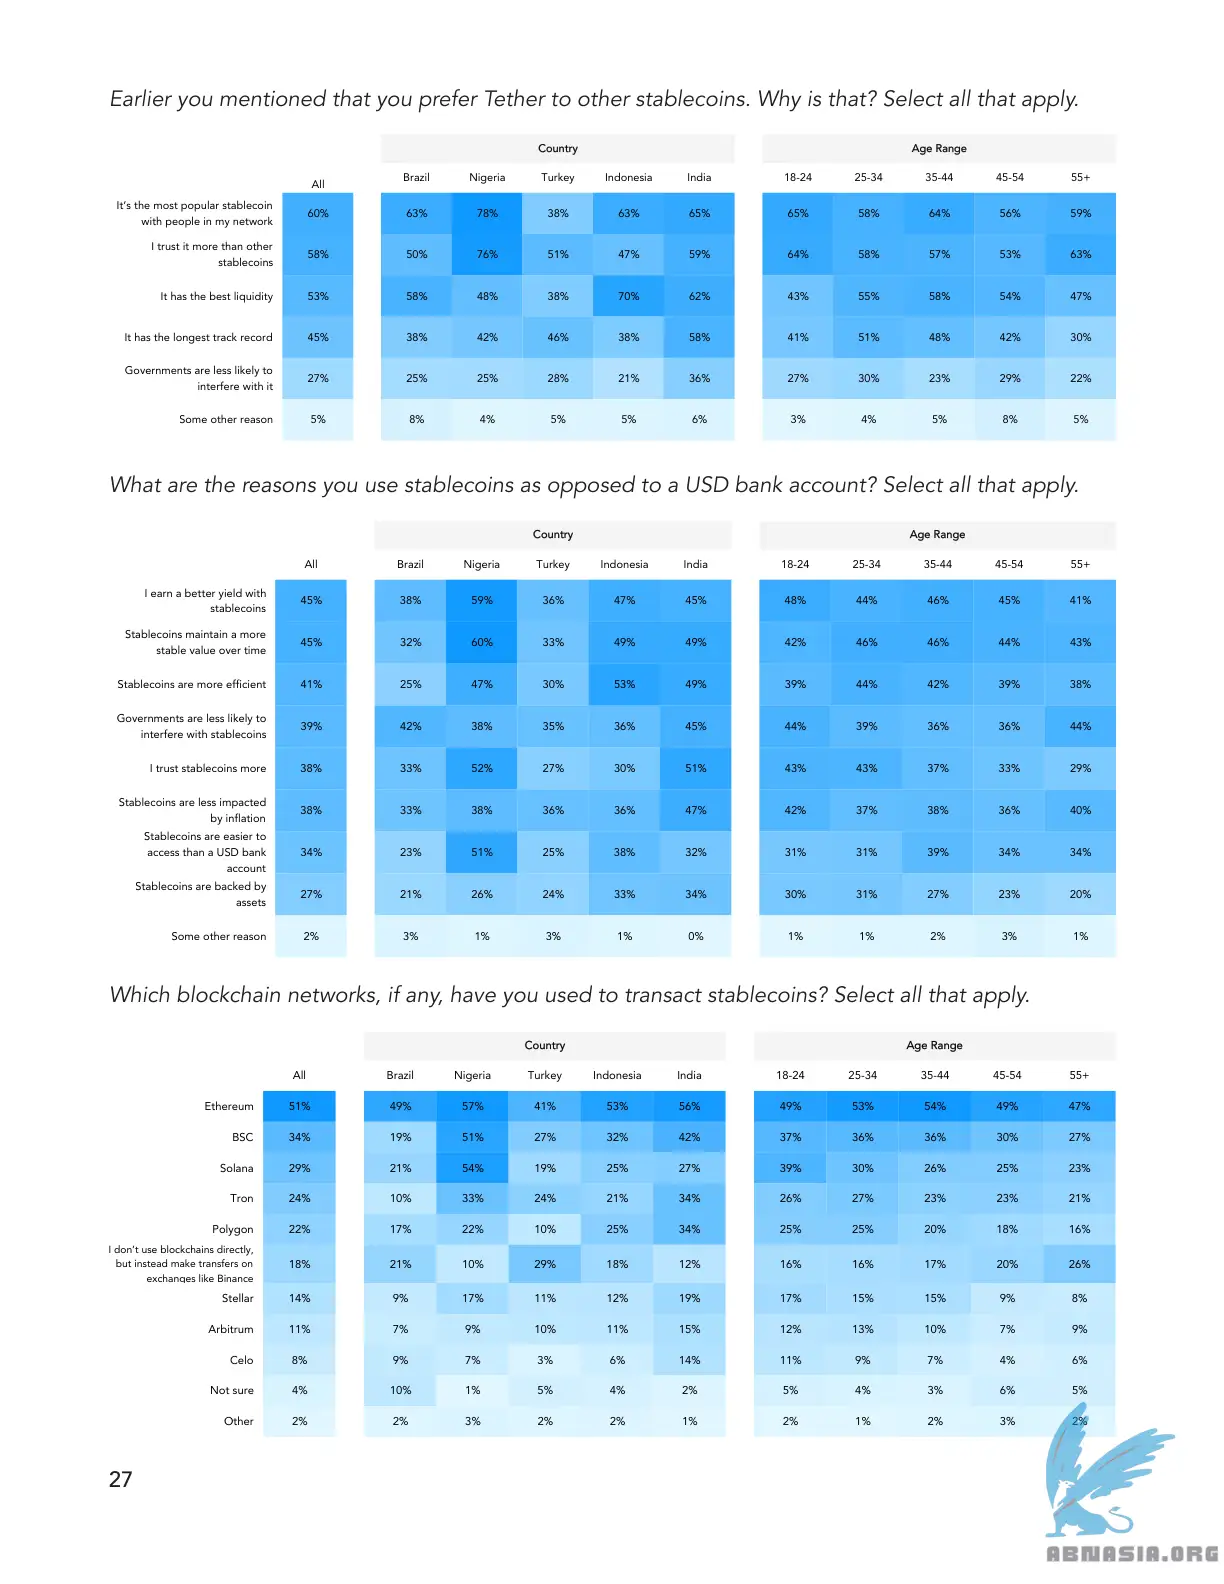 Earlier you mentioned that you prefer Tether to other stablecoins. Why is that? Select all that apply.
Country Age Range
All Brazil Nigeria Turkey Indonesia India 18-24 25-34 35-44 45-54 55+
It's the most popular stablecoin
with people in my network 60% 63% 78% 38% 63% 65% 65% 58% 64% 56% 59%
I trust it more than other
stablecoins 58% 50% 76% 51% 47% 59% 64% 58% 57% 53% 63%
It has the best liquidity 53% 58% 48% 38% 70% 62% 43% 55% 58% 54% 47%
It has the longest track record 45% 38% 42% 46% 38% 58% 41% 51% 48% 42% 30%
Governments are less likely to
interfere with it 27% 25% 25% 28% 21% 36% 27% 30% 23% 29% 22%
Some other reason 5% 8% 4% 5% 5% 6% 3% 4% 5% 8% 5%
What are the reasons you use stablecoins as opposed to a USD bank account? Select all that apply.
Country Age Range
All Brazil Nigeria Turkey Indonesia India 18-24 25-34 35-44 45-54 55+
I earn a better yield with
stablecoins 45% 38% 59% 36% 47% 45% 48% 44% 46% 45% 41%
Stablecoins maintain a more
stable value over time 45% 32% 60% 33% 49% 49% 42% 46% 46% 44% 43%
Stablecoins are more efficient 41% 25% 47% 30% 53% 49% 39% 44% 42% 39% 38%
Governments are less likely to
interfere with stablecoins 39% 42% 38% 35% 36% 45% 44% 39% 36% 36% 44%
I trust stablecoins more 38% 33% 52% 27% 30% 51% 43% 43% 37% 33% 29%
Stablecoins are less impacted
by inflation 38% 33% 38% 36% 36% 47% 42% 37% 38% 36% 40%
Stablecoins are easier to
access than a USD bank
account 34% 23% 51% 25% 38% 32% 31% 31% 39% 34% 34%
Stablecoins are backed by
assets 27% 21% 26% 24% 33% 34% 30% 31% 27% 23% 20%
Some other reason 2% 3% 1% 3% 1% 0% 1% 1% 2% 3% 1%
Which blockchain networks, if any, have you used to transact stablecoins? Select all that apply.
Country Age Range
All Brazil Nigeria Turkey Indonesia India 18-24 25-34 35-44 45-54 55+
Ethereum 51% 49% 57% 41% 53% 56% 49% 53% 54% 49% 47%
BSC 34% 19% 51% 27% 32% 42% 37% 36% 36% 30% 27%
Solana 29% 21% 54% 19% 25% 27% 39% 30% 26% 25% 23%
Tron 24% 10% 33% 24% 21% 34% 26% 27% 23% 23% 21%
Polygon 22% 17% 22% 10% 25% 34% 25% 25% 20% 18% 16%
I don't use blockchains directly,
but instead make transfers on
exchanges like Binance 18% 21% 10% 29% 18% 12% 16% 16% 17% 20% 26%
Stellar 14% 9% 17% 11% 12% 19% 17% 15% 15% 9% 8%
Arbitrum 11% 7% 9% 10% 11% 15% 12% 13% 10% 7% 9%
Celo 8% 9% 7% 3% 6% 14% 11% 9% 7% 4% 6%
Not sure 4% 10% 1% 5% 4% 2% 5% 4% 3% 6% 5%
Other 2% 2% 3% 2% 2% 1% 2% 1% 2% 3% 2%
27
ABNASIA.ORG